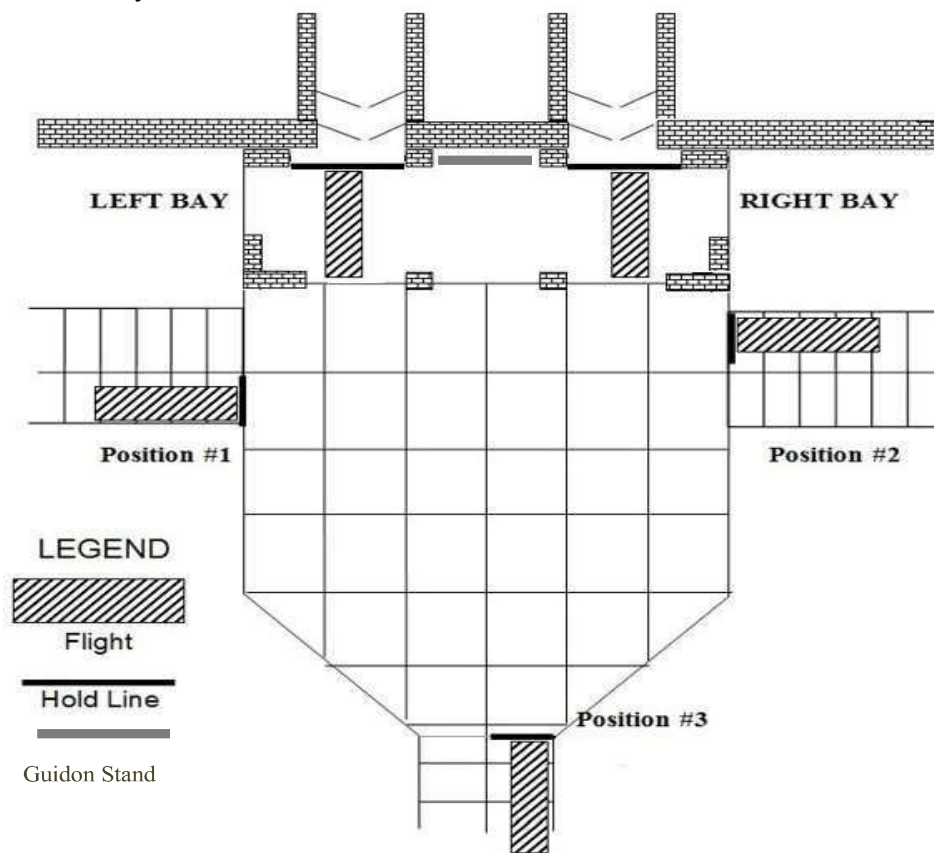 LEFT BAY
RIGHT BAY
Position #1
Position #2
LEGEND
Flight
Hold Line
Position #3
Guidon Stand